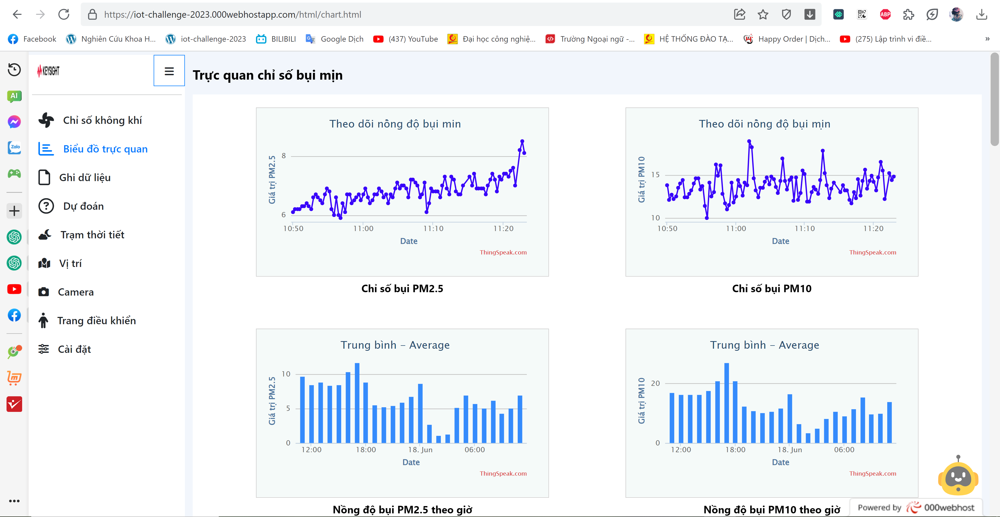 https://iot-challenge-2023.000webhostapp.com/html/chart.html
ABP
Facebook
Nghiên Cứu Khoa H...
iot-challenge-2023
BILIBILI
Google Dịch
(437) YouTube
Đại học công nghiệ...
Trường Ngoại ngữ -...
HỆ THỐNG ĐÀO TẠ...
Happy Order | Dịch...
(275) Lập trình vi điề...
»
AI
Zalo
KEYSIGHT
Chỉ số không khí
Biểu đồ trực quan
Ghi dữ liệu
Dự đoán
Trạm thời tiết
Vị trí
Camera
Trang điều khiển
Cài đặt
Trực quan chỉ số bụi mịn
Theo dõi nồng độ bụi min
Giá trị PM2.5
8
6
10:50 11:00 11:10 11:20
Date
ThingSpeak.com
Chỉ số bụi PM2.5
Theo dõi nồng độ bụi mịn
Giá trị PM10
15
10
10:50 11:00 11:10 11:20
Date
ThingSpeak.com
Chỉ số bụi PM10
Trung bình – Average
Giá trị PM2.5
10
5
0
12:00 18:00 18. Jun 06:00
Date
ThingSpeak.com
Nồng độ bụi PM2.5 theo giờ
Trung bình – Average
Giá trị PM10
20
0
12:00 18:00 18. Jun 06:00
Date
ThingSpeak.com
Nồng độ bụi PM10 theo giờ
Powered by 000webhost